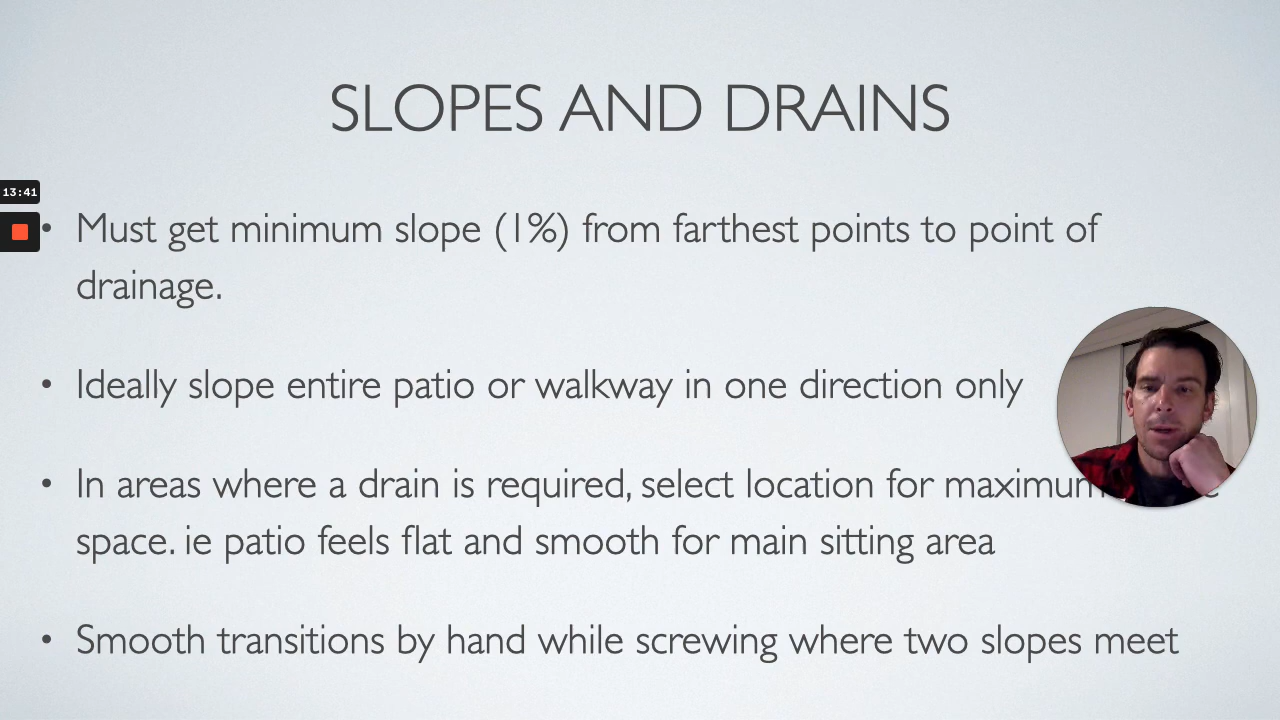 SLOPES AND DRAINS
13:41
• Must get minimum slope (1%) from farthest points to point of
drainage.
• Ideally slope entire patio or walkway in one direction only
• In areas where a drain is required, select location for maximum
space. ie patio feels flat and smooth for main sitting area
• Smooth transitions by hand while screwing where two slopes meet